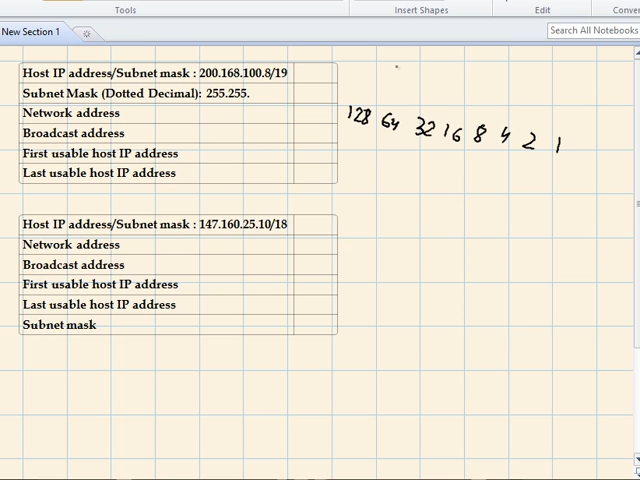 Tools Insert Shapes Edit Conver
New Section 1 Search All Notebooks
Host IP address/Subnet mask : 200.168.100.8/19
Subnet Mask (Dotted Decimal): 255.255.
Network address
Broadcast address
First usable host IP address
Last usable host IP address
128 64 32 16 8 4 2 1
Host IP address/Subnet mask : 147.160.25.10/18
Network address
Broadcast address
First usable host IP address
Last usable host IP address
Subnet mask